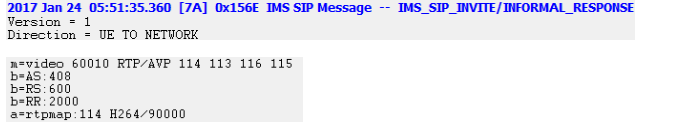 2017 Jan 24 05:51:35.360 [7A] 0x156E IMS SIP Message -- IMS_SIP_INVITE/INFORMAL_RESPONSE
Version = 1
Direction = UE TO NETWORK
m=video 60010 RTP/AVP 114 113 116 115
b=AS:408
b=RS:600
b=RR:2000
a=rtpmap:114 H264/90000